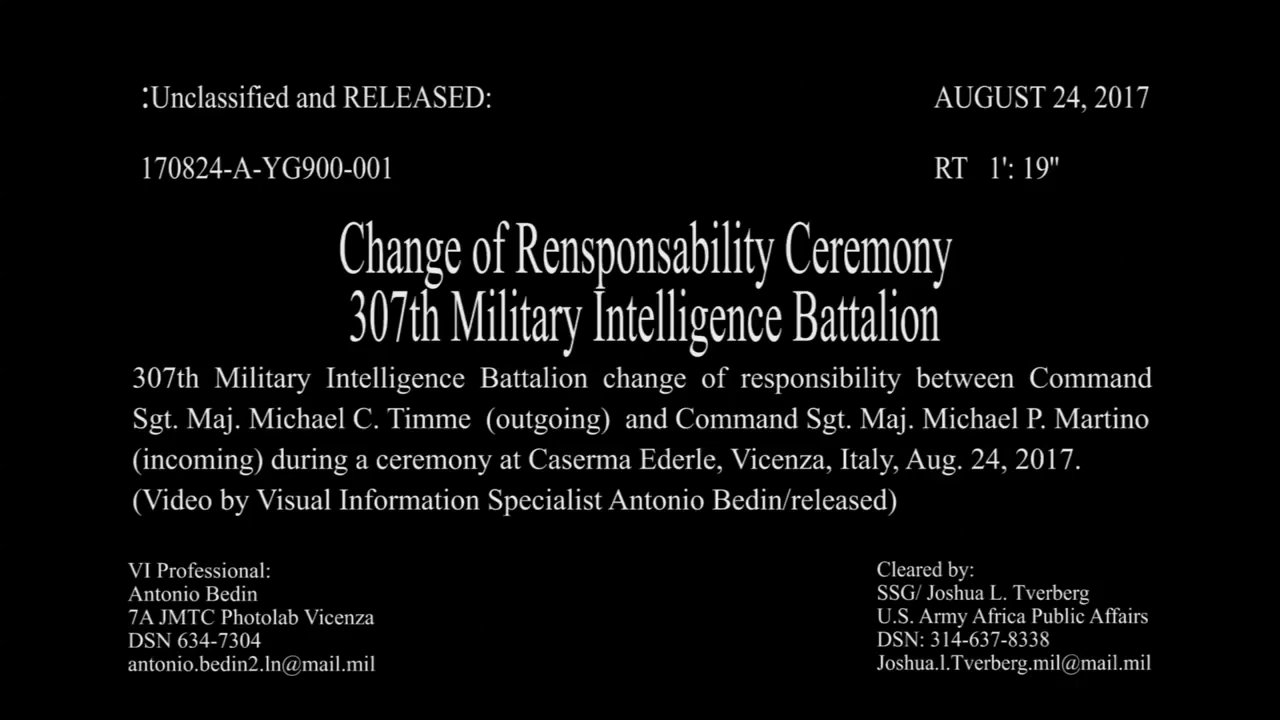 :Unclassified and RELEASED:
AUGUST 24, 2017
170824-A-YG900-001
RT 1': 19"
Change of Rensponsability Ceremony
307th Military Intelligence Battalion
307th Military Intelligence Battalion change of responsibility between Command
Sgt. Maj. Michael C. Timme (outgoing) and Command Sgt. Maj. Michael P. Martino
(incoming) during a ceremony at Caserma Ederle, Vicenza, Italy, Aug. 24, 2017.
(Video by Visual Information Specialist Antonio Bedin/released)
VI Professional:
Antonio Bedin
7A JMTC Photolab Vicenza
DSN 634-7304
antonio.bedin2.ln@mail.mil
Cleared by:
SSG/ Joshua L. Tverberg
U.S. Army Africa Public Affairs
DSN: 314-637-8338
Joshua.l.Tverberg.mil@mail.mil